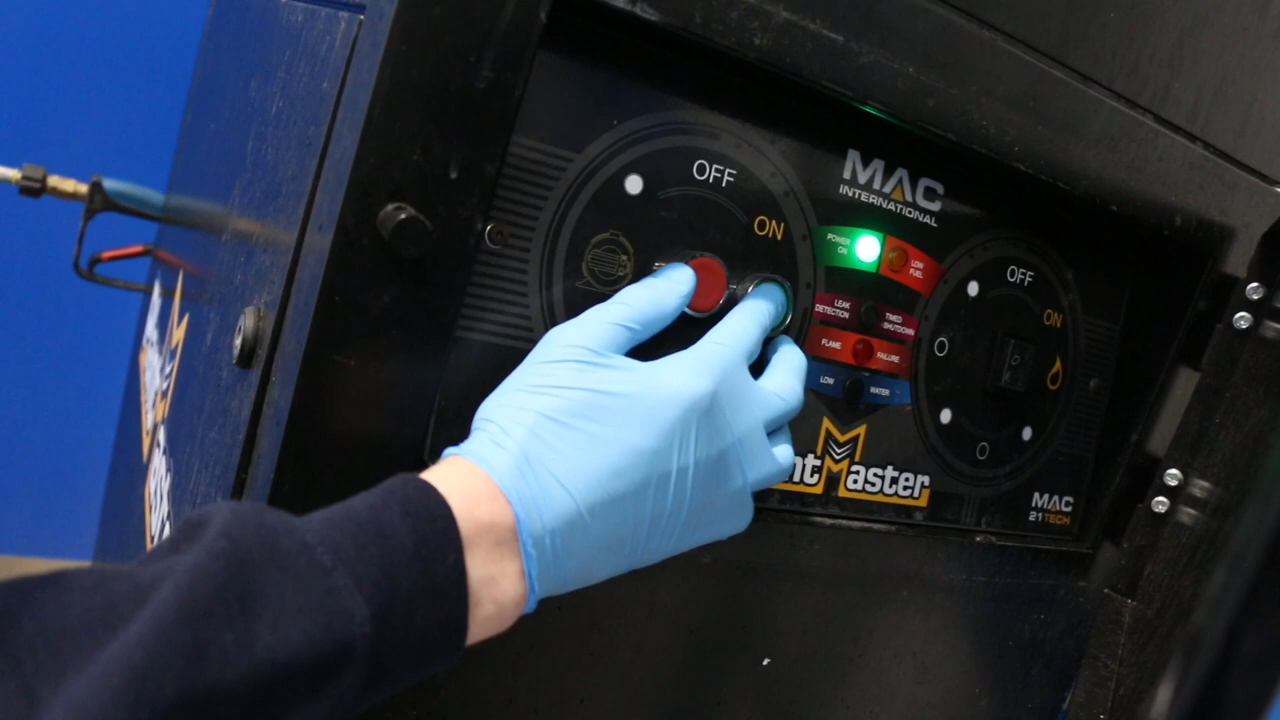 OFF
ON
MAC
INTERNATIONAL
POWER
ON
LOW
FUEL
LEAK
DETECTION
TIMED
SHUTDOWN
FLAME
FAILURE
LOW
WATER
OFF
ON
ntMaster
MAC
21TECH